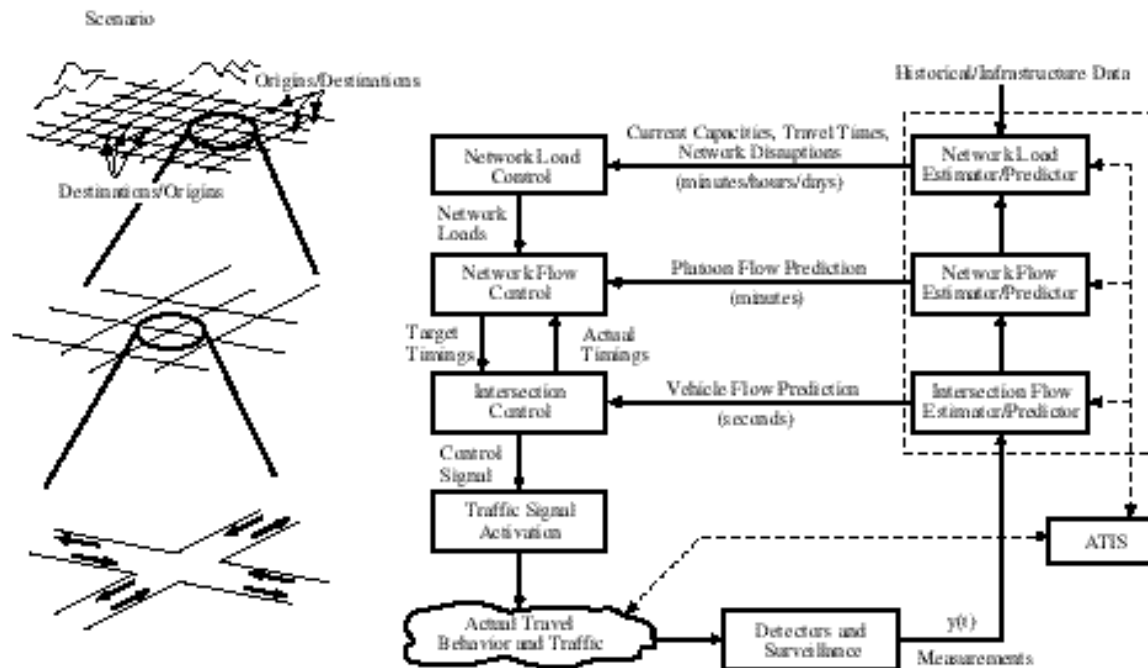 Scenario
Origins/Destinations
Destinations/Origins
Historical/Infrastructure Data
Network Load
Control
Current Capacities, Travel Times,
Network Disruptions
(minutes/hours/days)
Network Load
Estimator/Predictor
Network
Loads
Network Flow
Control
Platoon Flow Prediction
(minutes)
Network Flow
Estimator/Predictor
Target
Timings
Actual
Timings
Intersection
Control
Vehicle Flow Prediction
(seconds)
Intersection Flow
Estimator/Predictor
Control
Signal
Traffic Signal
Activation
ATIS
Actual Travel
Behavior and Traffic
Detectors and
Surveillance
y(t)
Measurements